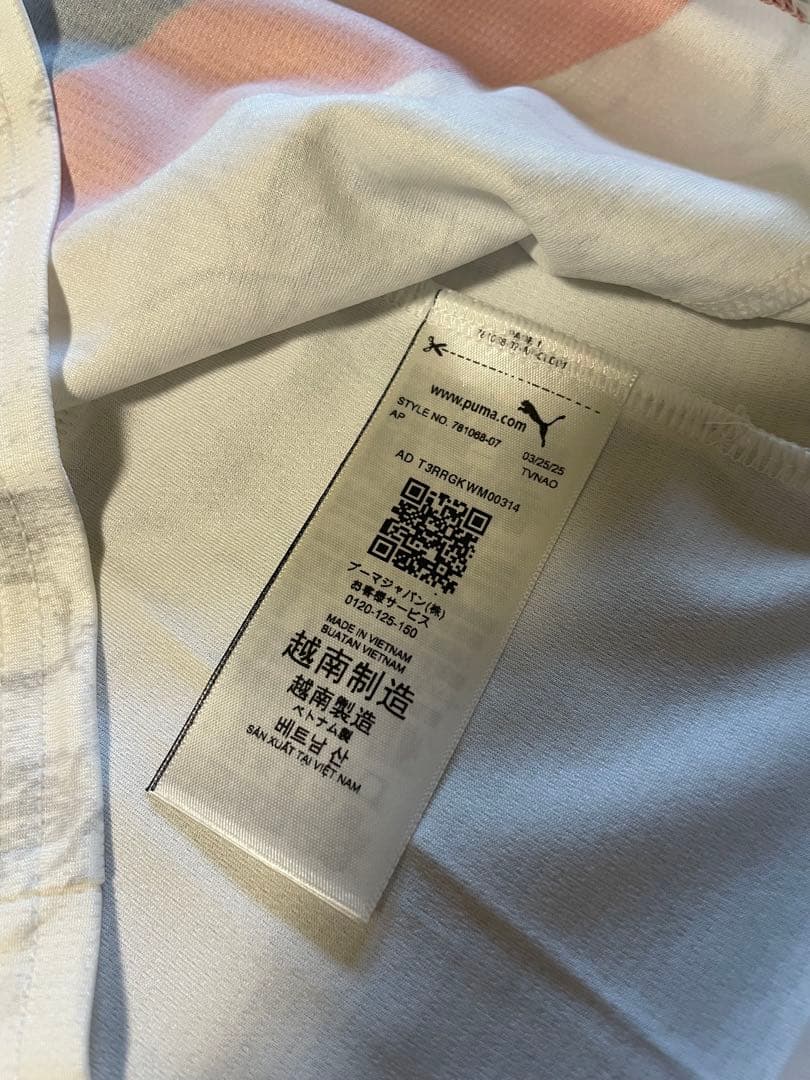 www.puma.com
STYLE NO. 781068-07 03/25/25
AP TVNAO
AD T3RRGKWM00314
プーマジャパン(株)
お客様サービス
0120-125-150
MADE IN VIETNAM
BUATAN VIETNAM
越南制造
越南製造
ベトナム製
베트남 산
SẢN XUẤT TẠI VIỆT NAM